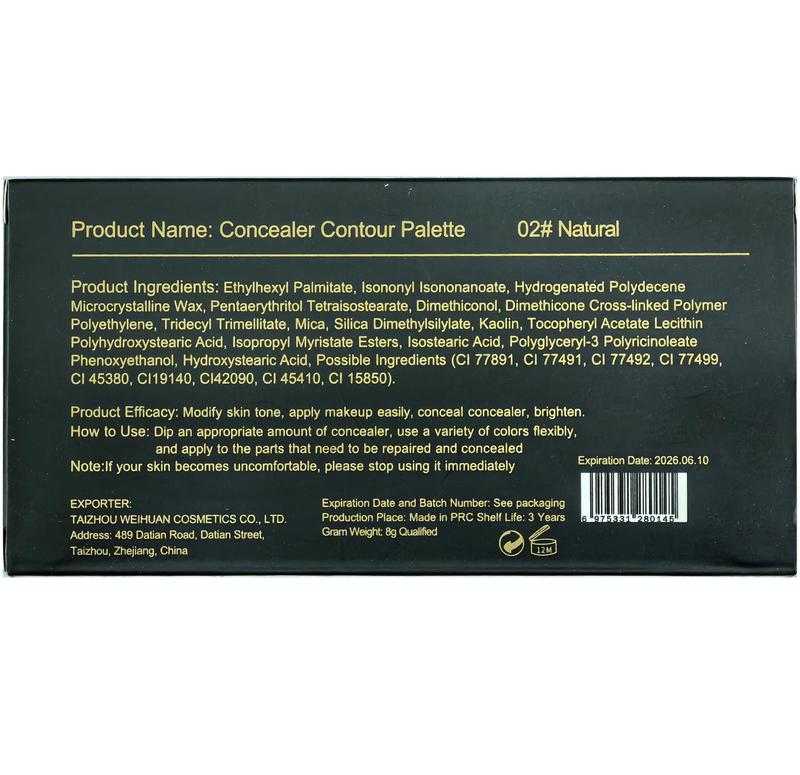 Product Name: Concealer Contour Palette 02# Natural
Product Ingredients: Ethylhexyl Palmitate, Isononyl Isononanoate, Hydrogenated Polydecene
Microcrystalline Wax, Pentaerythritol Tetraisostearate, Dimethiconol, Dimethicone Cross-linked Polymer
Polyethylene, Tridecyl Trimellitate, Mica, Silica Dimethylsilylate, Kaolin, Tocopheryl Acetate Lecithin
Polyhydroxystearic Acid, Isopropyl Myristate Esters, Isostearic Acid, Polyglyceryl-3 Polyricinoleate
Phenoxyethanol, Hydroxystearic Acid, Possible Ingredients (CI 77891, CI 77491, CI 77492, CI 77499,
CI 45380, CI19140, CI42090, CI 45410, CI 15850).
Product Efficacy: Modify skin tone, apply makeup easily, conceal concealer, brighten.
How to Use: Dip an appropriate amount of concealer, use a variety of colors flexibly,
and apply to the parts that need to be repaired and concealed
Note:If your skin becomes uncomfortable, please stop using it immediately
Expiration Date: 2026.06.10
6 975331 280145
EXPORTER:
TAIZHOU WEIHUAN COSMETICS CO., LTD.
Address: 489 Datian Road, Datian Street,
Taizhou, Zhejiang, China
Expiration Date and Batch Number: See packaging
Production Place: Made in PRC Shelf Life: 3 Years
Gram Weight: 8g Qualified
12M